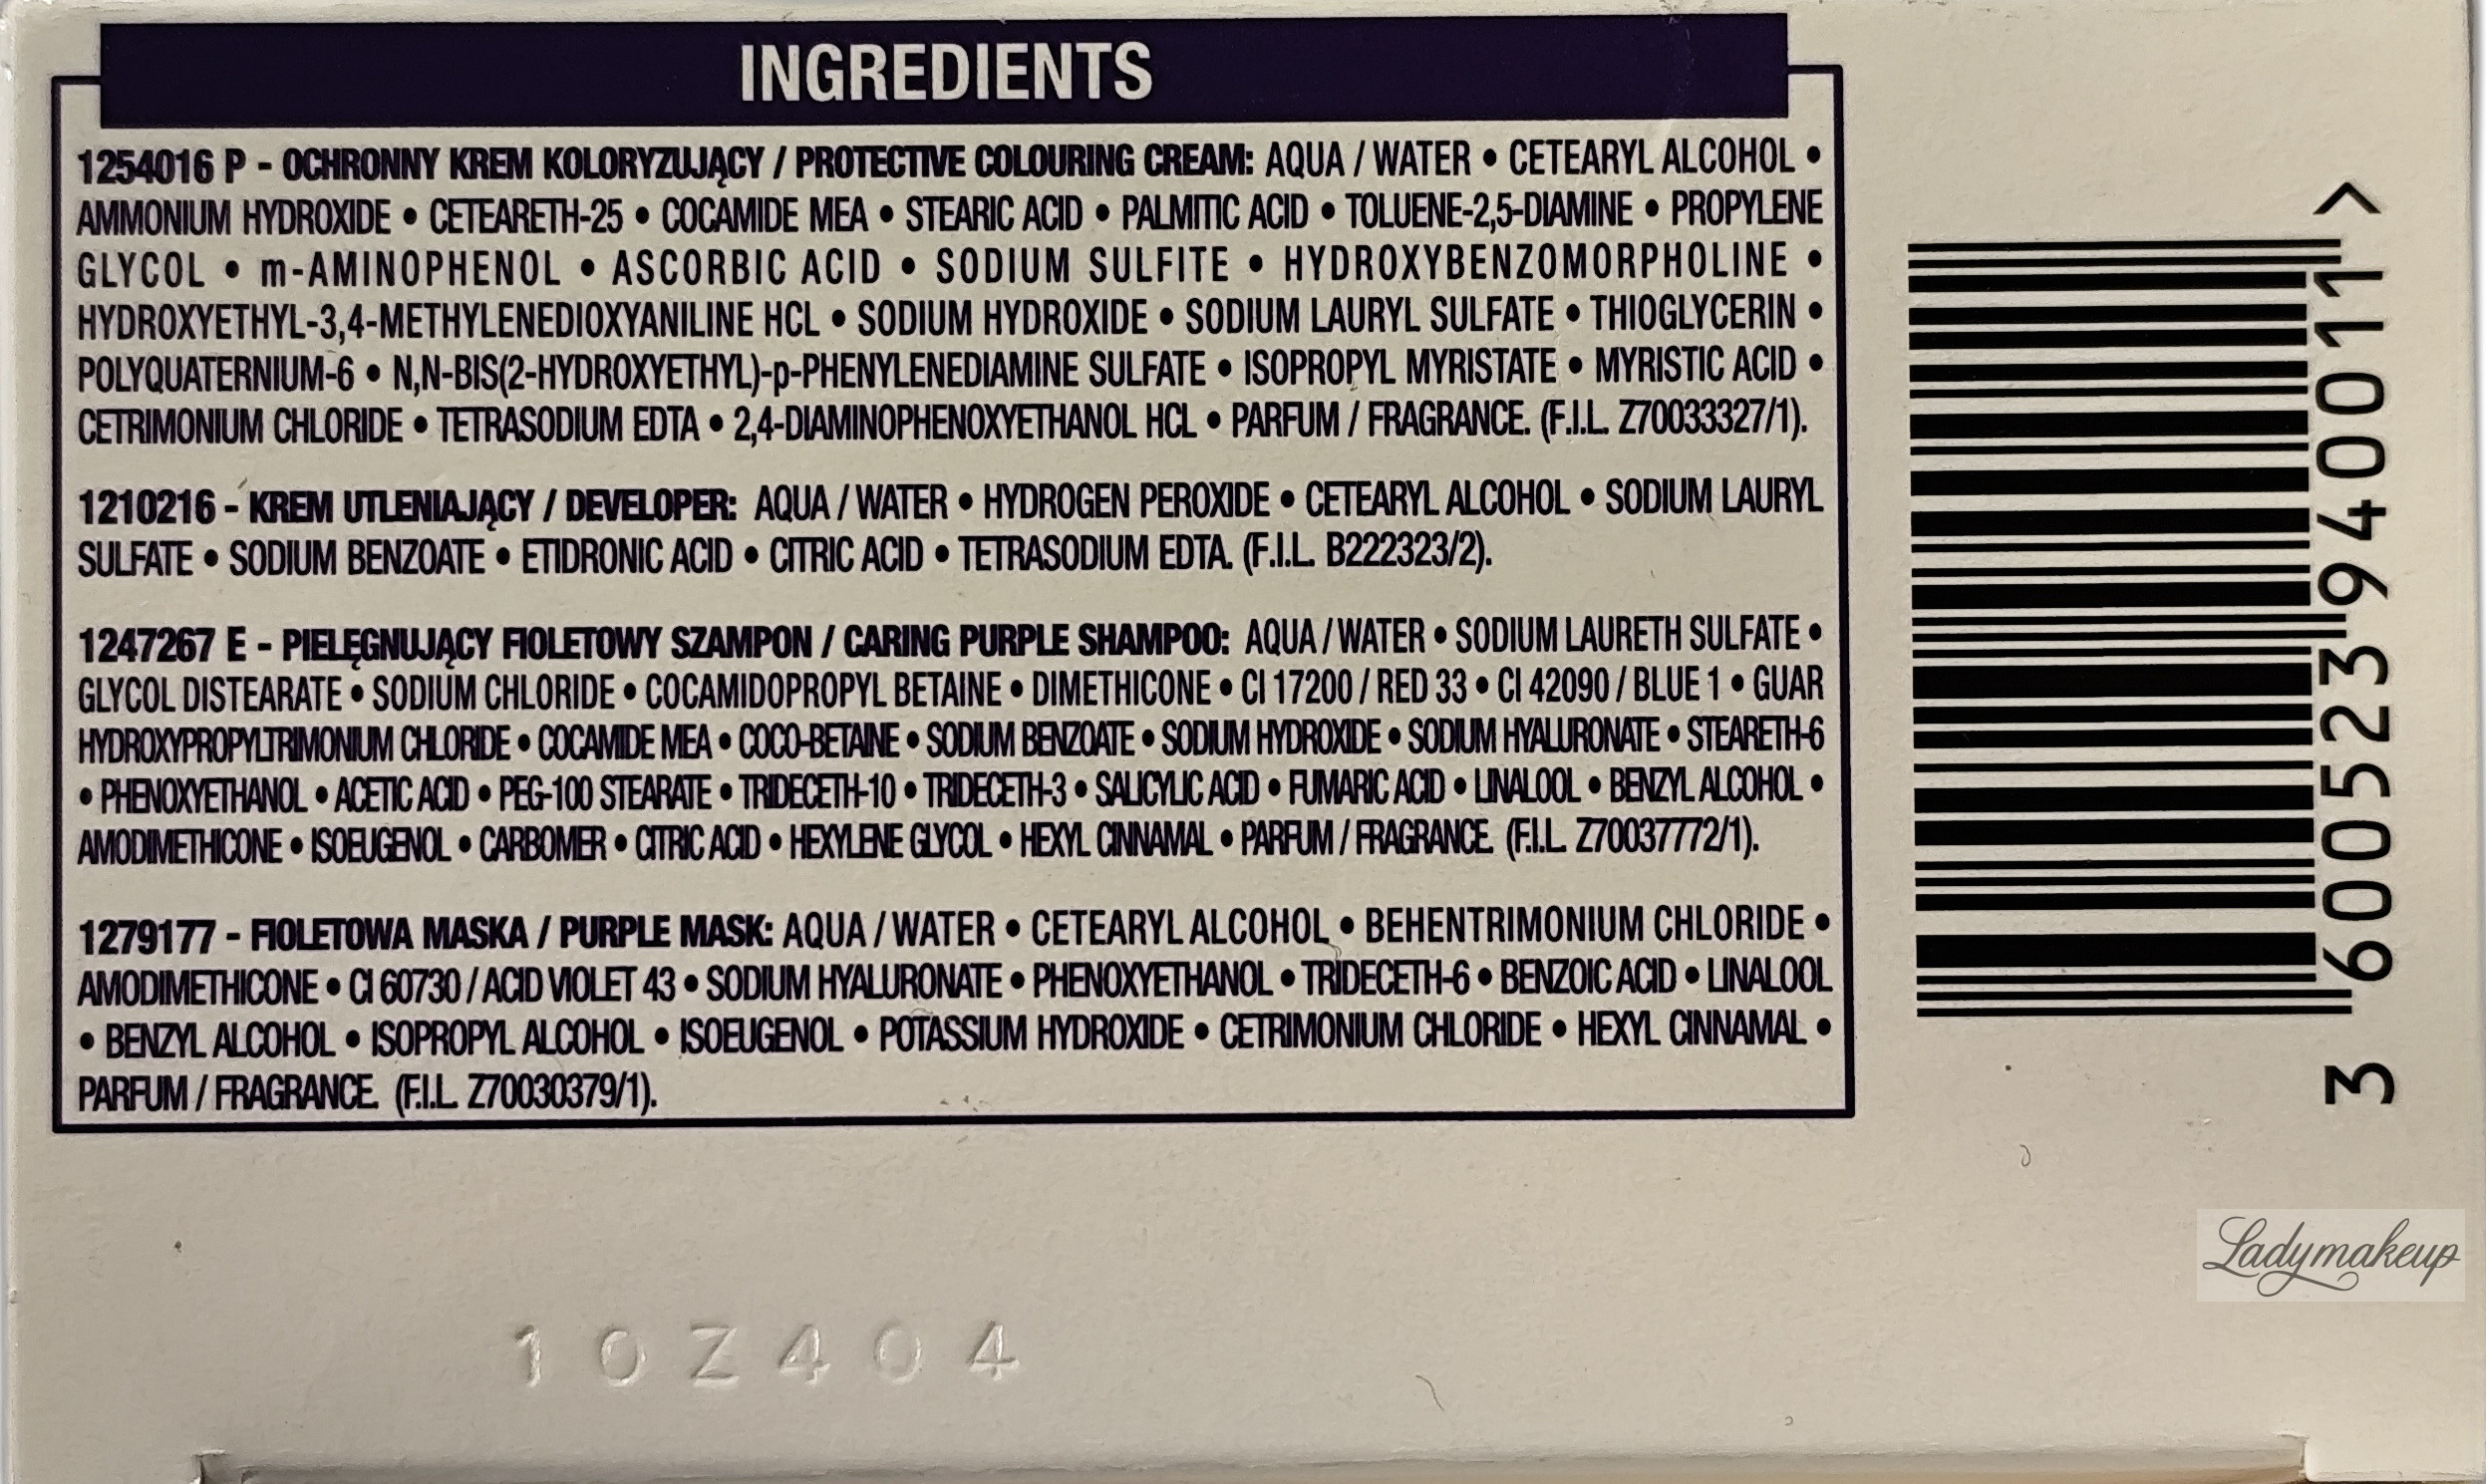 INGREDIENTS
1254016 P - OCHRONNY KREM KOLORYZUJĄCY / PROTECTIVE COLOURING CREAM: AQUA / WATER • CETEARYL ALCOHOL •
AMMONIUM HYDROXIDE • CETEARETH-25 • COCAMIDE MEA • STEARIC ACID • PALMITIC ACID • TOLUENE-2,5-DIAMINE • PROPYLENE
GLYCOL • m-AMINOPHENOL • ASCORBIC ACID • SODIUM SULFITE • HYDROXYBENZOMORPHOLINE •
HYDROXYETHYL-3,4-METHYLENEDIOXYANILINE HCL • SODIUM HYDROXIDE • SODIUM LAURYL SULFATE • THIOGLYCERIN •
POLYQUATERNIUM-6 • N,N-BIS(2-HYDROXYETHYL)-p-PHENYLENEDIAMINE SULFATE • ISOPROPYL MYRISTATE • MYRISTIC ACID •
CETRIMONIUM CHLORIDE • TETRASODIUM EDTA • 2,4-DIAMINOPHENOXYETHANOL HCL • PARFUM / FRAGRANCE. (F.I.L. Z70033327/1).
1210216 - KREM UTLENIAJĄCY / DEVELOPER: AQUA / WATER • HYDROGEN PEROXIDE • CETEARYL ALCOHOL • SODIUM LAURYL
SULFATE • SODIUM BENZOATE • ETIDRONIC ACID • CITRIC ACID • TETRASODIUM EDTA. (F.I.L. B222323/2).
1247267 E - PIELĘGNUJĄCY FIOLETOWY SZAMPON / CARING PURPLE SHAMPOO: AQUA / WATER • SODIUM LAURETH SULFATE •
GLYCOL DISTEARATE • SODIUM CHLORIDE • COCAMIDOPROPYL BETAINE • DIMETHICONE • CI 17200 / RED 33 • CI 42090 / BLUE 1 • GUAR
HYDROXYPROPYLTRIMONIUM CHLORIDE • COCAMIDE MEA • COCO-BETAINE • SODIUM BENZOATE • SODIUM HYDROXIDE • SODIUM HYALURONATE • STEARETH-6
• PHENOXYETHANOL • ACETIC ACID • PEG-100 STEARATE • TRIDECETH-10 • TRIDECETH-3 • SALICYLIC ACID • FUMARIC ACID • LINALOOL • BENZYL ALCOHOL •
AMODIMETHICONE • ISOEUGENOL • CARBOMER • CITRIC ACID • HEXYLENE GLYCOL • HEXYL CINNAMAL • PARFUM / FRAGRANCE. (F.I.L. Z70037772/1).
1279177 - FIOLETOWA MASKA / PURPLE MASK: AQUA / WATER • CETEARYL ALCOHOL • BEHENTRIMONIUM CHLORIDE •
AMODIMETHICONE • CI 60730 / ACID VIOLET 43 • SODIUM HYALURONATE • PHENOXYETHANOL • TRIDECETH-6 • BENZOIC ACID • LINALOOL
• BENZYL ALCOHOL • ISOPROPYL ALCOHOL • ISOEUGENOL • POTASSIUM HYDROXIDE • CETRIMONIUM CHLORIDE • HEXYL CINNAMAL •
PARFUM / FRAGRANCE. (F.I.L. Z70030379/1).
3 600523 940011 >
Ladymakeup
10Z404